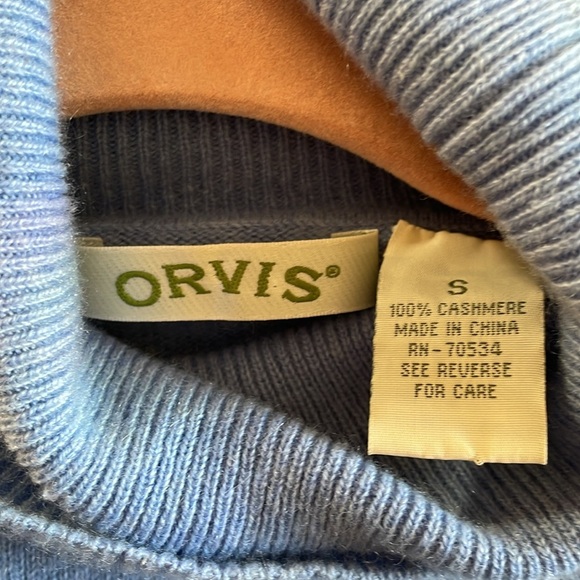 ORVIS®
S
100% CASHMERE
MADE IN CHINA
RN-70534
SEE REVERSE
FOR CARE